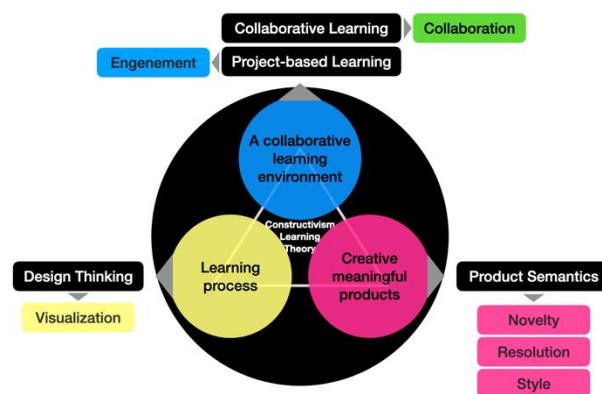 Collaborative Learning
Collaboration
Engenement
Project-based Learning
A collaborative
learning
environment
Constructivism
Learning
Theory
Learning
process
Creative
meaningful
products
Design Thinking
Visualization
Product Semantics
Novelty
Resolution
Style